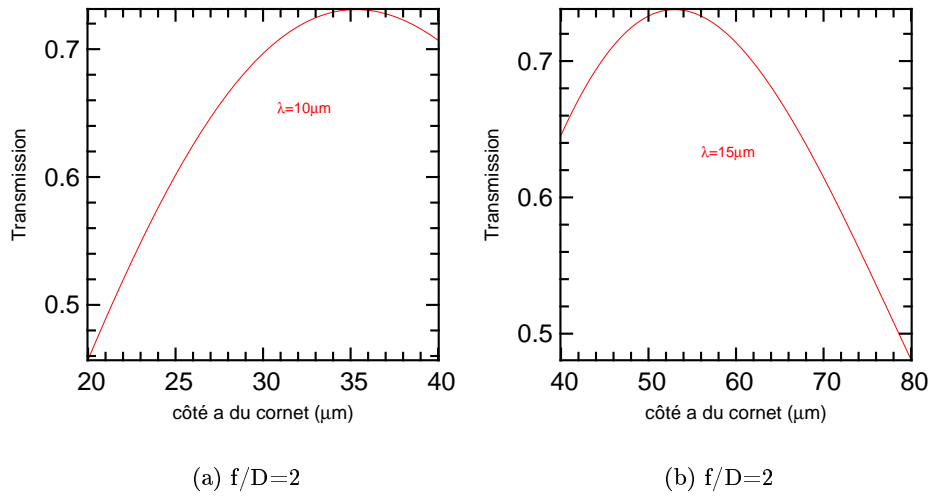 0.7
0.6
0.5
Transmission
λ=10μm
20 25 30 35 40
côté a du cornet (μm)
(a) f/D=2
0.7
0.6
0.5
Transmission
λ=15μm
40 50 60 70 80
côté a du cornet (μm)
(b) f/D=2